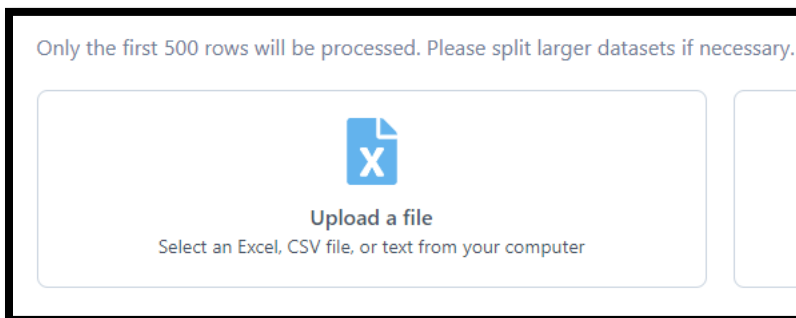 Only the first 500 rows will be processed. Please split larger datasets if necessary.
X
Upload a file
Select an Excel, CSV file, or text from your computer